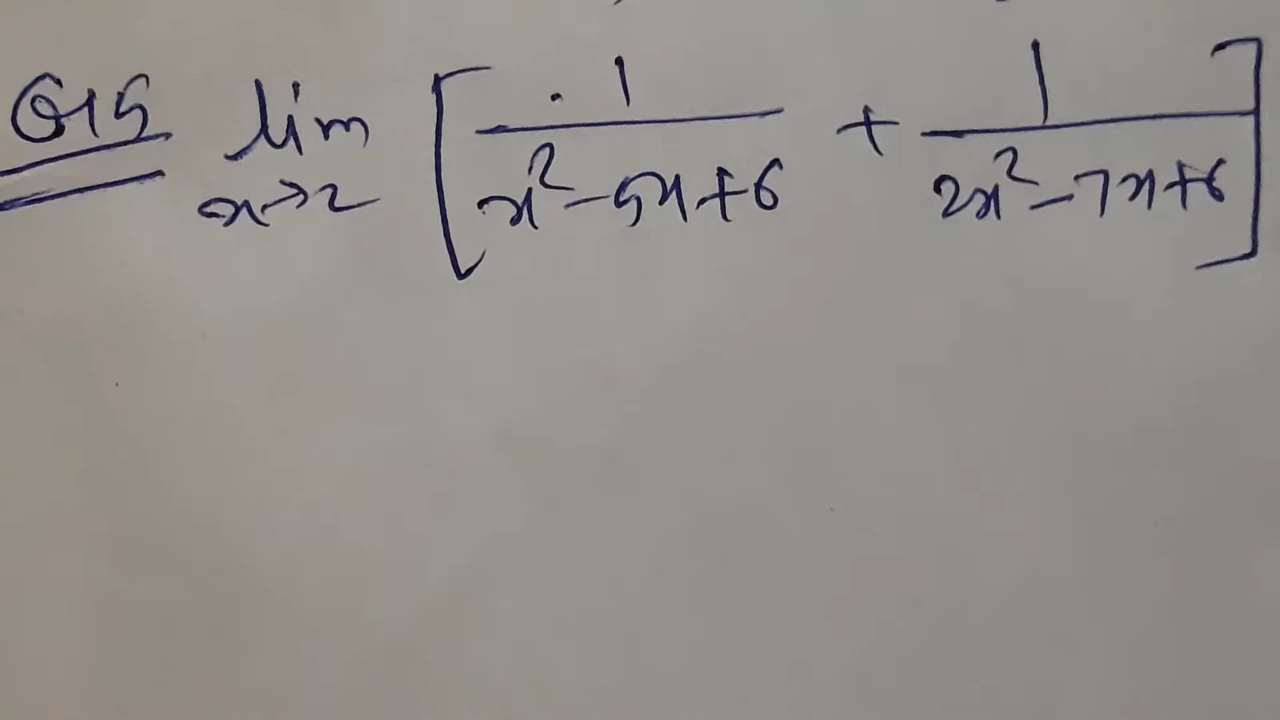 Q15 lim x→2 [ 1/(x²-5x+6) + 1/(2x²-7x+6) ]